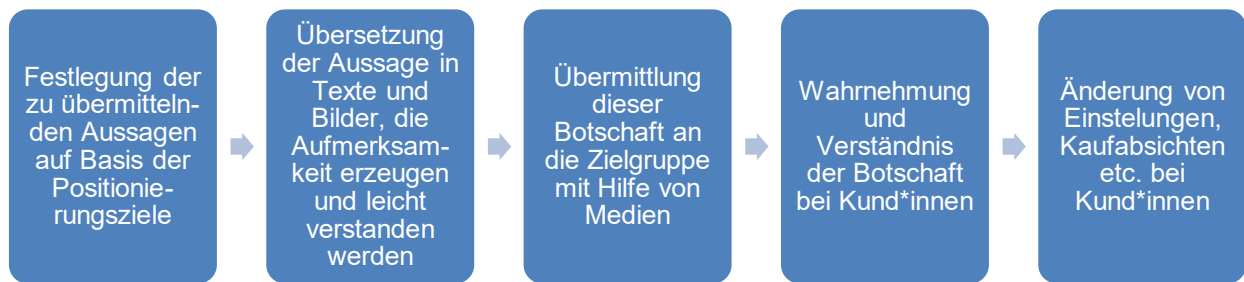 Festlegung der
zu übermitteln-
den Aussagen
auf Basis der
Positionie-
rungsziele
Übersetzung
der Aussage in
Texte und
Bilder, die
Aufmerksam-
keit erzeugen
und leicht
verstanden
werden
Übermittlung
dieser
Botschaft an
die Zielgruppe
mit Hilfe von
Medien
Wahrnehmung
und
Verständnis
der Botschaft
bei Kund*innen
Änderung von
Einstelungen,
Kaufabsichten
etc. bei
Kund*innen